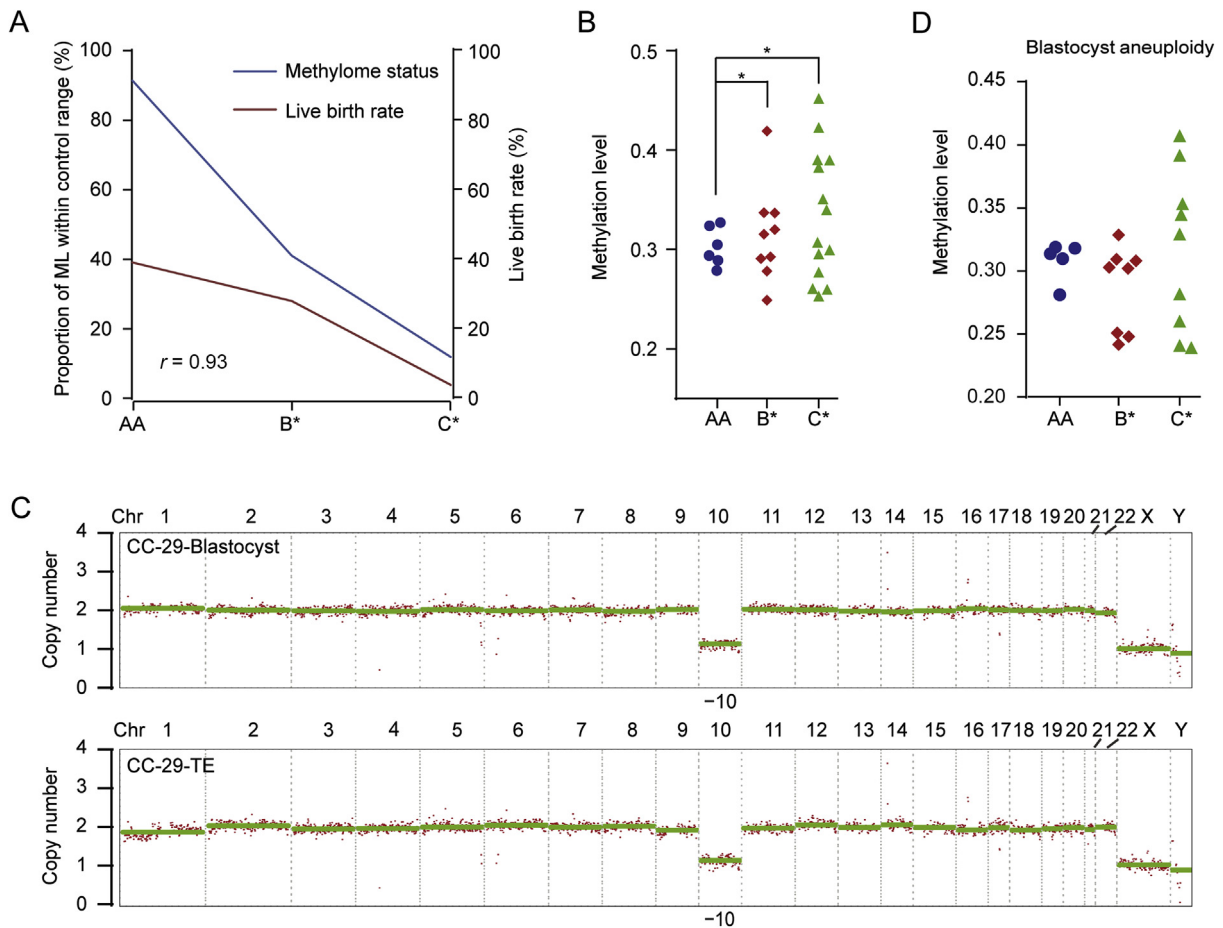 A
Proportion of ML within control range (%)
100
80
60
40
20
0
Methylome status
Live birth rate
r = 0.93
AA
B*
C*
100
80
60
40
20
0
Live birth rate (%)
B
Methylation level
0.5
0.4
0.3
0.2
*
*
AA
B*
C*
D
Blastocyst aneuploidy
Methylation level
0.45
0.40
0.35
0.30
0.25
0.20
AA
B*
C*
C
Chr 1 2 3 4 5 6 7 8 9 10 11 12 13 14 15 16 17 18 19 20 21 22 X Y
CC-29-Blastocyst
Copy number
4
3
2
1
0
−10
Chr 1 2 3 4 5 6 7 8 9 10 11 12 13 14 15 16 17 18 19 20 21 22 X Y
CC-29-TE
Copy number
4
3
2
1
0
−10